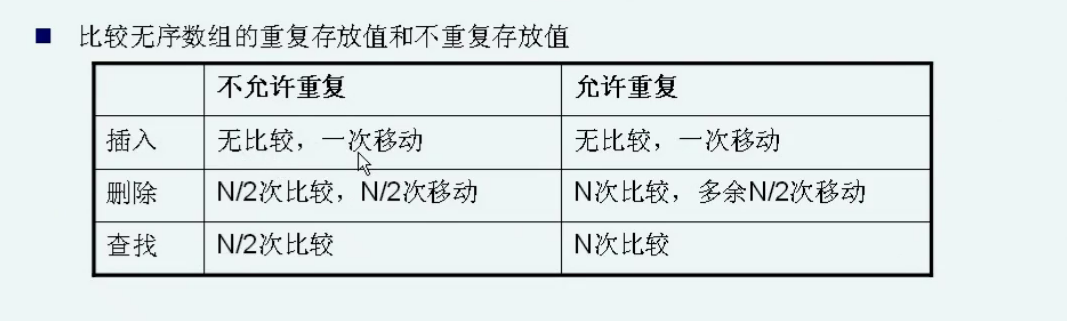 比较无序数组的重复存放值和不重复存放值
不允许重复 允许重复
插入 无比较，一次移动 无比较，一次移动
删除 N/2次比较，N/2次移动 N次比较，多余N/2次移动
查找 N/2次比较 N次比较